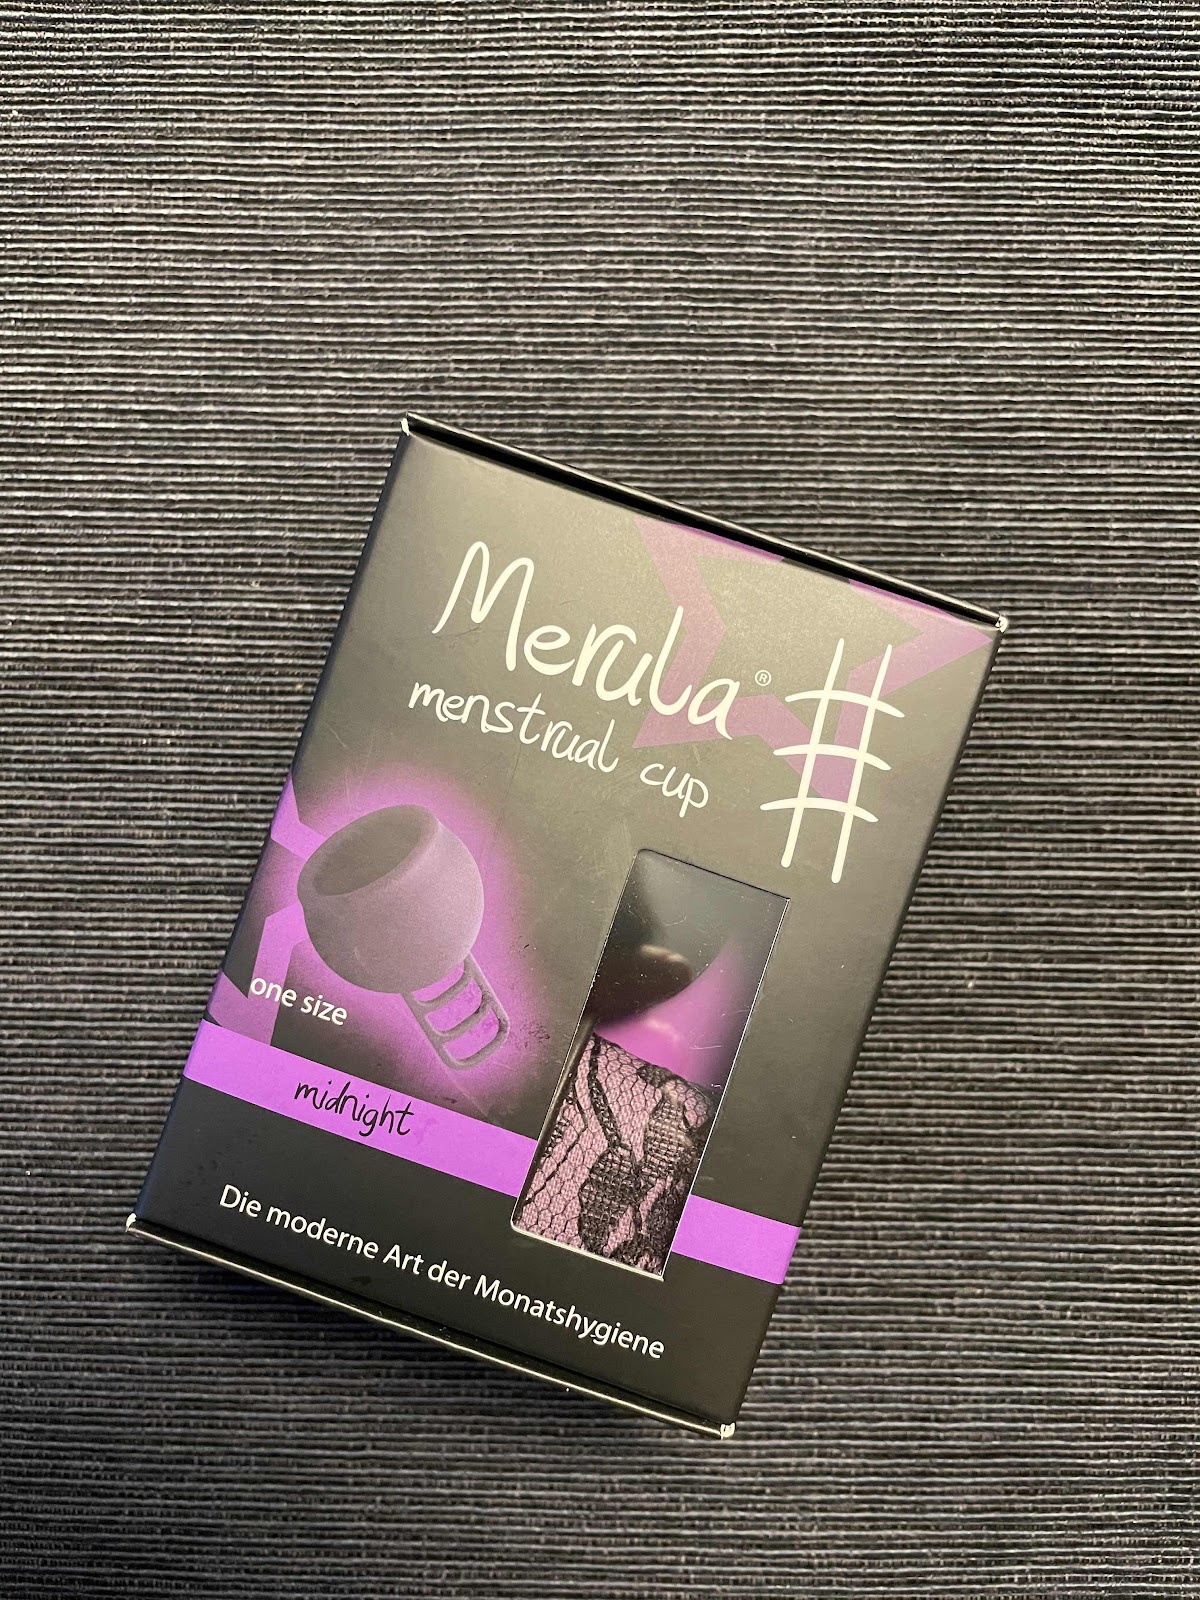 Merula®
menstrual cup
one size
midnight
Die moderne Art der Monatshygiene